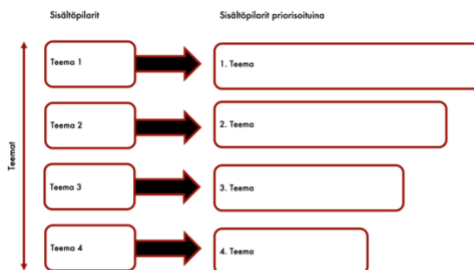 Sisältöpilarit
Sisältöpilarit priorisoituina
Teemat
Teema 1
1. Teema
Teema 2
2. Teema
Teema 3
3. Teema
Teema 4
4. Teema